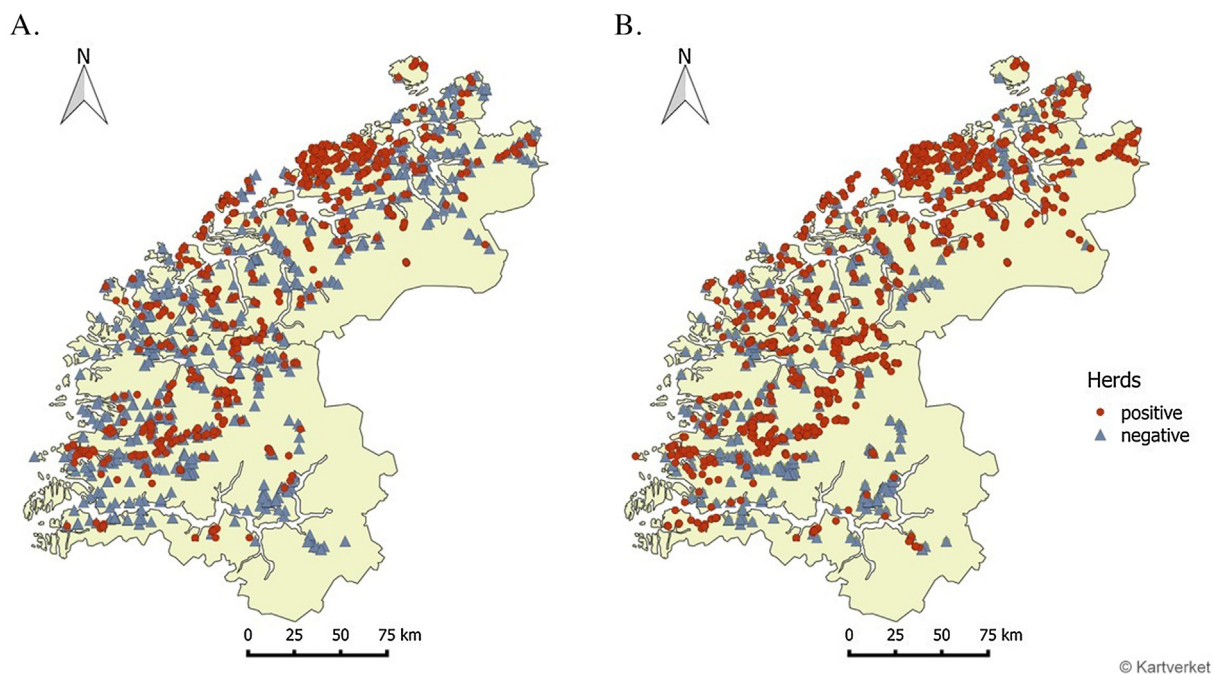 A.
B.
N
N
Herds
positive
negative
0 25 50 75 km
0 25 50 75 km
© Kartverket